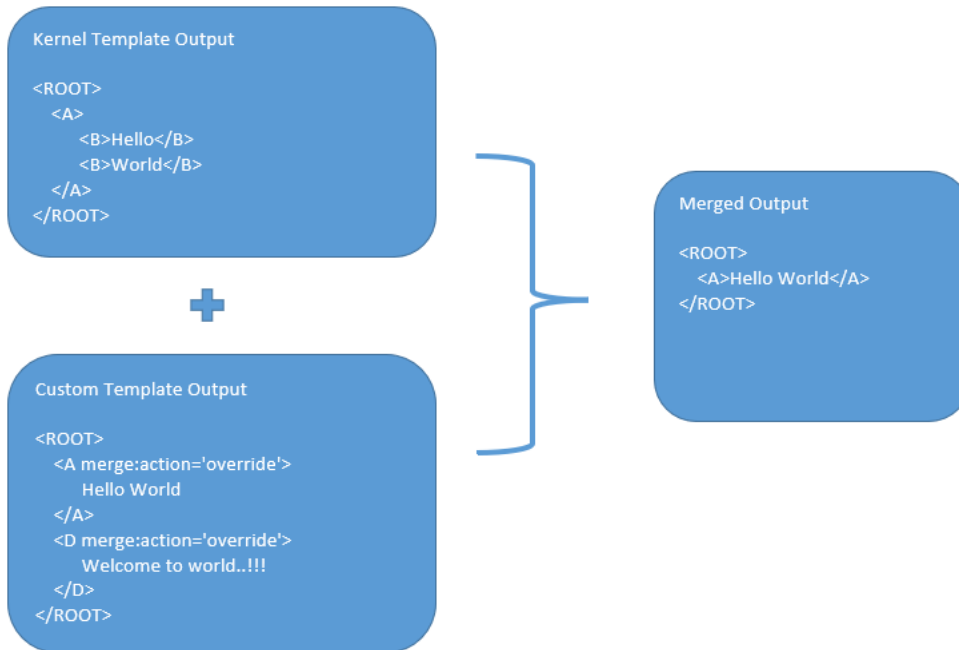 Kernel Template Output
<ROOT>
<A>
<B>Hello</B>
<B>World</B>
</A>
</ROOT>
Custom Template Output
<ROOT>
<A merge:action='override'>
Hello World
</A>
<D merge:action='override'>
Welcome to world..!!!
</D>
</ROOT>
Merged Output
<ROOT>
<A>Hello World</A>
</ROOT>